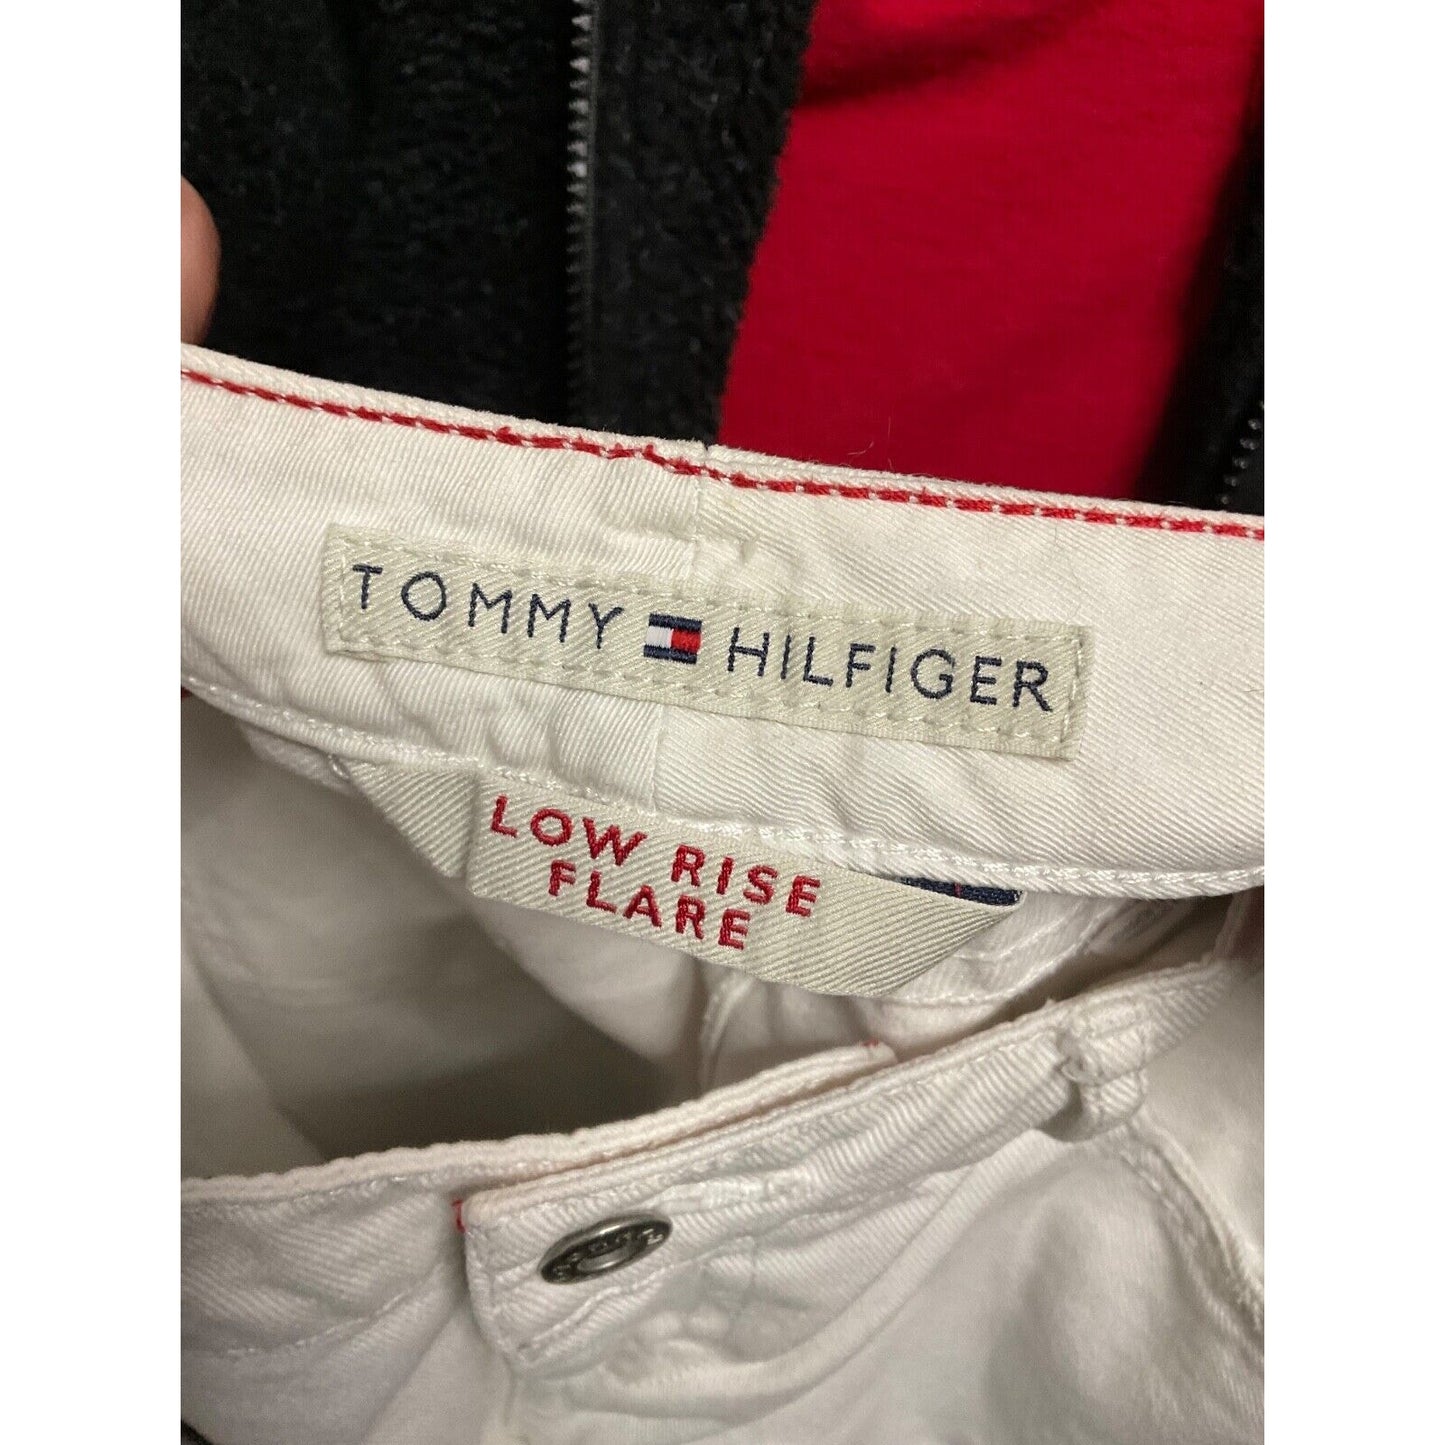 TOMMY HILFIGER
LOW RISE
FLARE